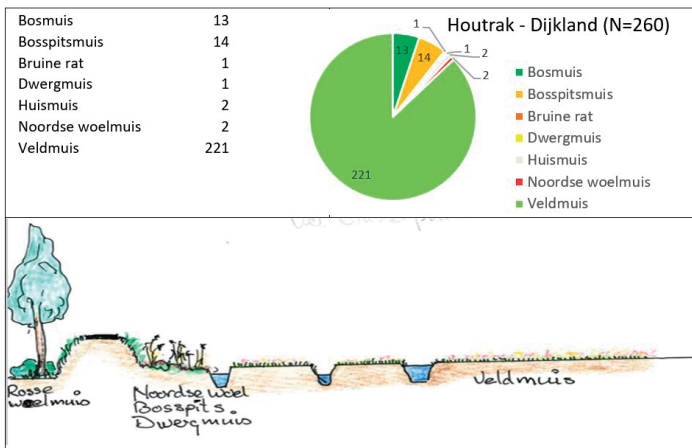 Bosmuis 13
Bosspitsmuis 14
Bruine rat 1
Dwergmuis 1
Huismuis 2
Noordse woelmuis 2
Veldmuis 221
Houtrak - Dijkland (N=260)
13
14
1
1
2
2
221
Bosmuis
Bosspitsmuis
Bruine rat
Dwergmuis
Huismuis
Noordse woelmuis
Veldmuis
Rosse
woelmuis
Noordse woel
Bosspits
Dwergmuis
Veldmuis